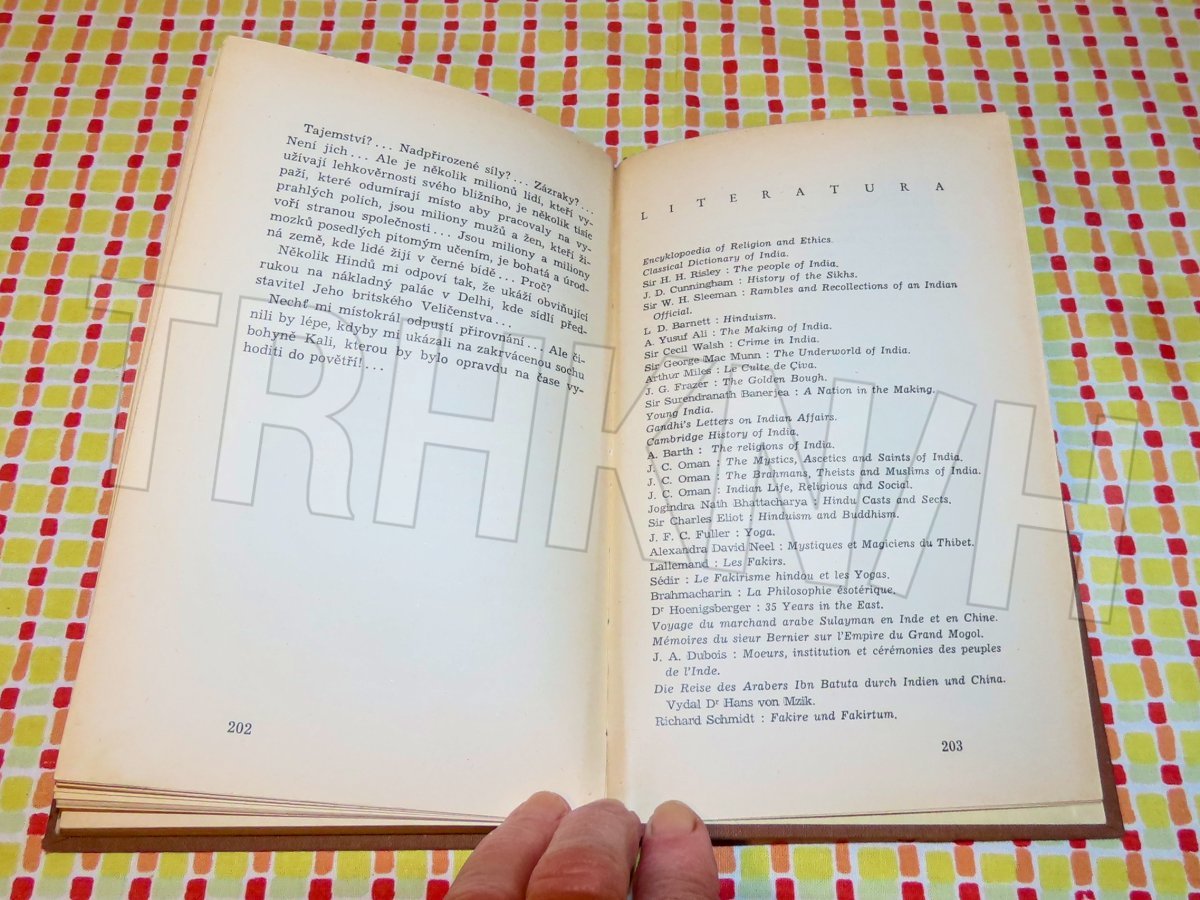 Tajemství?... Nadpřirozené síly?... Zázraky?...
Není jich... Ale je několik milionů lidí, kteří vy-
užívají lehkověrnosti svého bližního, je několik tisíc
paží, které odumírají místo aby pracovaly na vy-
prahlých polích, jsou miliony mužů a žen, kteří ži-
voří stranou společnosti... Jsou miliony a miliony
mozků posedlých pitomým učením, je bohatá a úrod-
ná země, kde lidé žijí v černé bídě... Proč?
Několik Hindů mi odpoví tak, že ukáží obviňující
rukou na nákladný palác v Delhi, kde sídlí před-
stavitel Jeho britského Veličenstva...
Nechť mi místokrál odpustí přirovnání... Ale či-
nili by lépe, kdyby mi ukázali na zakrvácenou sochu
bohyně Kali, kterou by bylo opravdu na čase vy-
hoditi do povětří!...
202
LITERATURA
Encyklopoedia of Religion and Ethics.
Classical Dictionary of India.
Sir H. H. Risley : The people of India.
J. D. Cunningham : History of the Sikhs.
Sir W. H. Sleeman : Rambles and Recollections of an Indian
Official.
L. D. Barnett : Hinduism.
A. Yusuf Ali : The Making of India.
Sir Cecil Walsh : Crime in India.
Sir George Mac Munn : The Underworld of India.
Arthur Miles : Le Culte de Çiva.
J. G. Frazer : The Golden Bough.
Sir Surendranath Banerjea : A Nation in the Making.
Young India.
Gandhi's Letters on Indian Affairs.
Cambridge History of India.
A. Barth : The religions of India.
J. C. Oman : The Mystics, Ascetics and Saints of India.
J. C. Oman : The Brahmans, Theists and Muslims of India.
J. C. Oman : Indian Life, Religious and Social.
Jogindra Nath Bhattacharya : Hindu Casts and Sects.
Sir Charles Eliot : Hinduism and Buddhism.
J. F. C. Fuller : Yoga.
Alexandra David Neel : Mystiques et Magiciens du Thibet.
Lallemand : Les Fakirs.
Sédir : Le Fakirisme hindou et les Yogas.
Brahmacharin : La Philosophie ésotérique.
Dr Hoenigsberger : 35 Years in the East.
Voyage du marchand arabe Sulayman en Inde et en Chine.
Mémoires du sieur Bernier sur l'Empire du Grand Mogol.
J. A. Dubois : Moeurs, institution et cérémonies des peuples
de l'Inde.
Die Reise des Arabers Ibn Batuta durch Indien und China.
Vydal Dr Hans von Mzik.
Richard Schmidt : Fakire und Fakirtum.
203
TRHKNIH